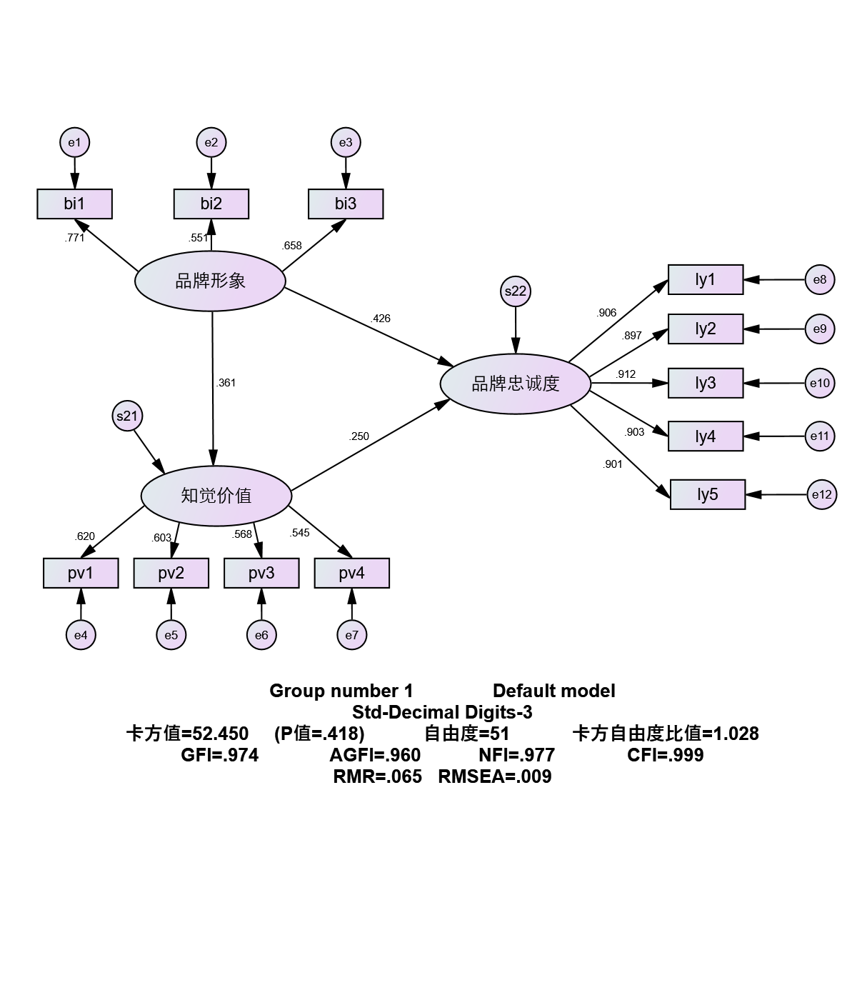 e1 e2 e3
bi1 bi2 bi3
.771 .551 .658
品牌形象
.426
s22
ly1 e8
.906
ly2 e9
.897
品牌忠诚度
.912
ly3 e10
.361
s21
.250
.903
ly4 e11
.901
ly5 e12
知觉价值
.620 .603 .568 .545
pv1 pv2 pv3 pv4
e4 e5 e6 e7
Group number 1 Default model
Std-Decimal Digits-3
卡方值=52.450 (P值=.418) 自由度=51 卡方自由度比值=1.028
GFI=.974 AGFI=.960 NFI=.977 CFI=.999
RMR=.065 RMSEA=.009